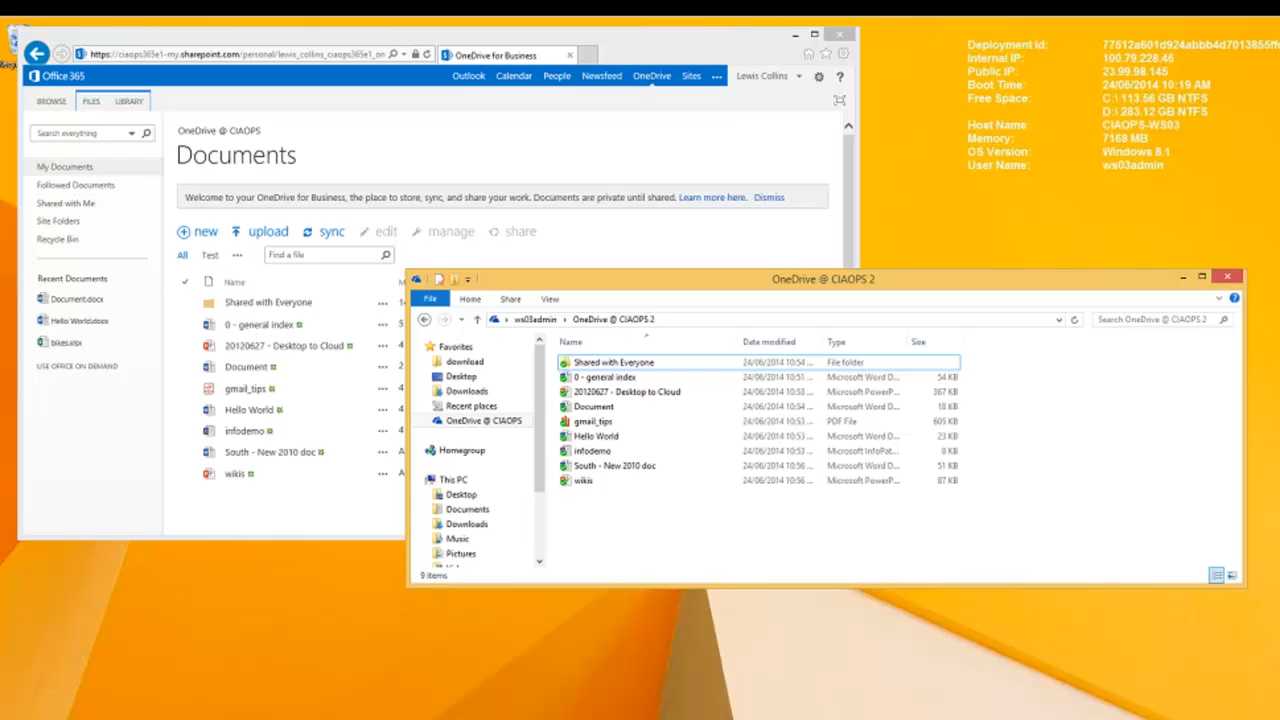 https://ciaops365e1-my.sharepoint.com/personal/lewis_collins_ciaops365e1_on
OneDrive for Business
Office 365
Outlook Calendar People Newsfeed OneDrive Sites ... Lewis Collins ?
BROWSE FILES LIBRARY
Search everything
OneDrive @ CIAOPS
Documents
My Documents
Followed Documents
Shared with Me
Site Folders
Recycle Bin
Recent Documents
Document.docx
Hello World.docx
bikes.xlsx
USE OFFICE ON DEMAND
Welcome to your OneDrive for Business, the place to store, sync, and share your work. Documents are private until shared. Learn more here. Dismiss
new upload sync edit manage share
All Test ... Find a file
Name
Shared with Everyone ...
0 - general index ...
20120627 - Desktop to Cloud ...
Document ...
gmail_tips ...
Hello World ...
infodemo ...
South - New 2010 doc ...
wikis ...
Deployment Id:
Internal IP: 100.79.228.46
Public IP: 23.99.98.145
Boot Time: 24/06/2014 10:19 AM
Free Space: C:\ 113.56 GB NTFS
D:\ 283.12 GB NTFS
Host Name: CIAOPS-WS03
Memory: 7168 MB
OS Version: Windows 8.1
User Name: ws03admin
OneDrive @ CIAOPS 2
File Home Share View
ws03admin OneDrive @ CIAOPS 2
Search OneDrive @ CIAOPS 2
Favorites
download
Desktop
Downloads
Recent places
OneDrive @ CIAOPS
Homegroup
This PC
Desktop
Documents
Downloads
Music
Pictures
Name Date modified Type Size
Shared with Everyone 24/06/2014 10:54 ... File folder
0 - general index 24/06/2014 10:51 ... Microsoft Word D... 54 KB
20120627 - Desktop to Cloud 24/06/2014 10:53 ... Microsoft PowerP... 367 KB
Document 24/06/2014 10:54 ... Microsoft Word D... 18 KB
gmail_tips 24/06/2014 10:53 ... PDF File 605 KB
Hello World 24/06/2014 10:53 ... Microsoft Word D... 23 KB
infodemo 24/06/2014 10:53 ... Microsoft InfoPat... 8 KB
South - New 2010 doc 24/06/2014 10:56 ... Microsoft Word D... 51 KB
wikis 24/06/2014 10:56 ... Microsoft PowerP... 87 KB
9 items